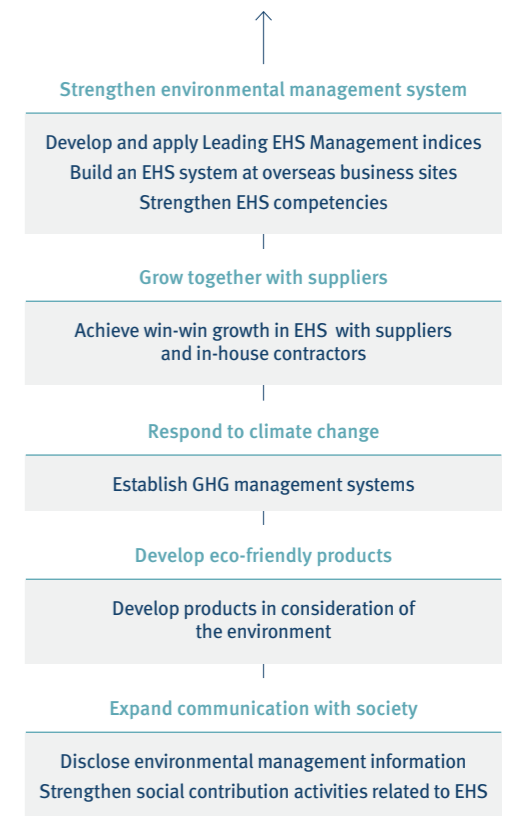 Strengthen environmental management system
Develop and apply Leading EHS Management indices
Build an EHS system at overseas business sites
Strengthen EHS competencies
Grow together with suppliers
Achieve win-win growth in EHS with suppliers
and in-house contractors
Respond to climate change
Establish GHG management systems
Develop eco-friendly products
Develop products in consideration of
the environment
Expand communication with society
Disclose environmental management information
Strengthen social contribution activities related to EHS